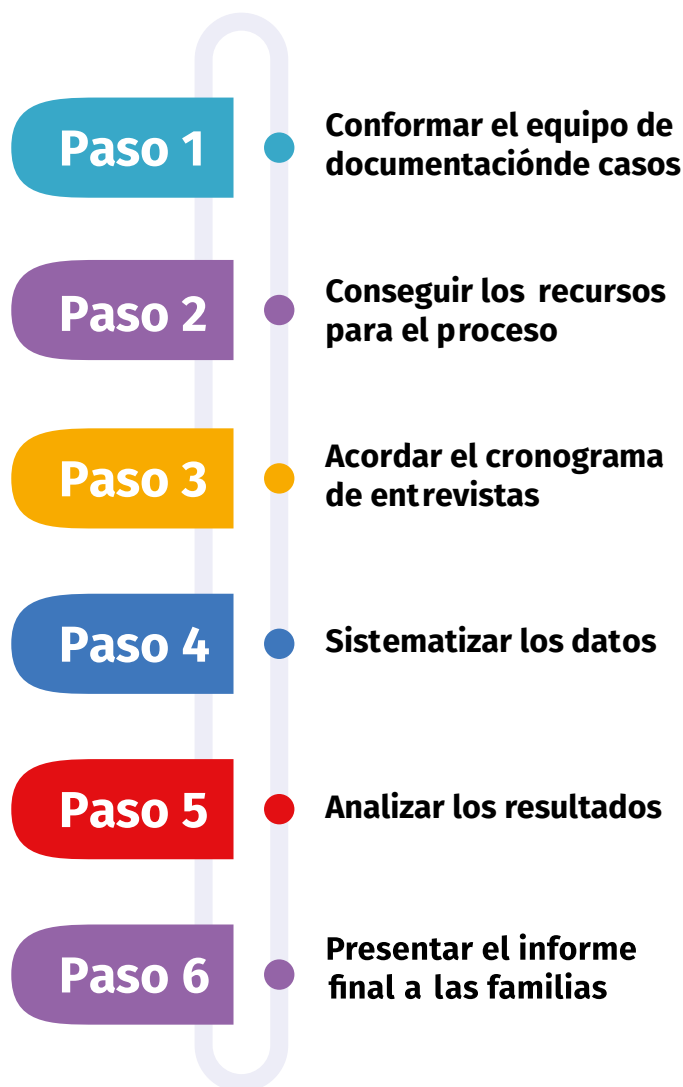 Paso 1
Conformar el equipo de
documentaciónde casos
Paso 2
Conseguir los recursos
para el proceso
Paso 3
Acordar el cronograma
de entrevistas
Paso 4
Sistematizar los datos
Paso 5
Analizar los resultados
Paso 6
Presentar el informe
final a las familias